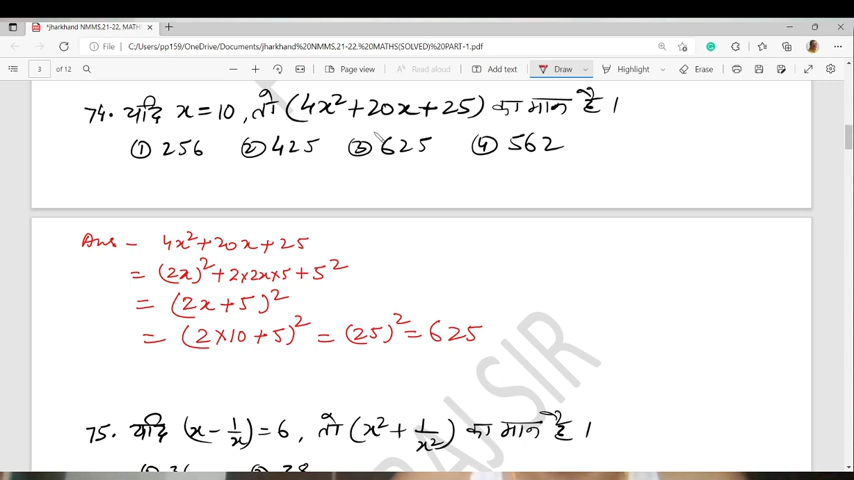 *jharkhand NMMS,21-22, MATH
File | C:/Users/pp159/OneDrive/Documents/jharkhand%20NMMS,21-22,%20MATHS(SOLVED)%20PART-1.pdf
3 of 12 Page view Read aloud Add text Draw Highlight Erase
74. यदि x = 10, तो (4x² + 20x + 25) का मान है ।
① 256 ② 425 ③ 625 ④ 562
Ans - 4x² + 20x + 25
= (2x)² + 2×2x×5 + 5²
= (2x + 5)²
= (2×10 + 5)² = (25)² = 625
RAJ SIR
75. यदि (x - 1/x) = 6, तो (x² + 1/x²) का मान है ।